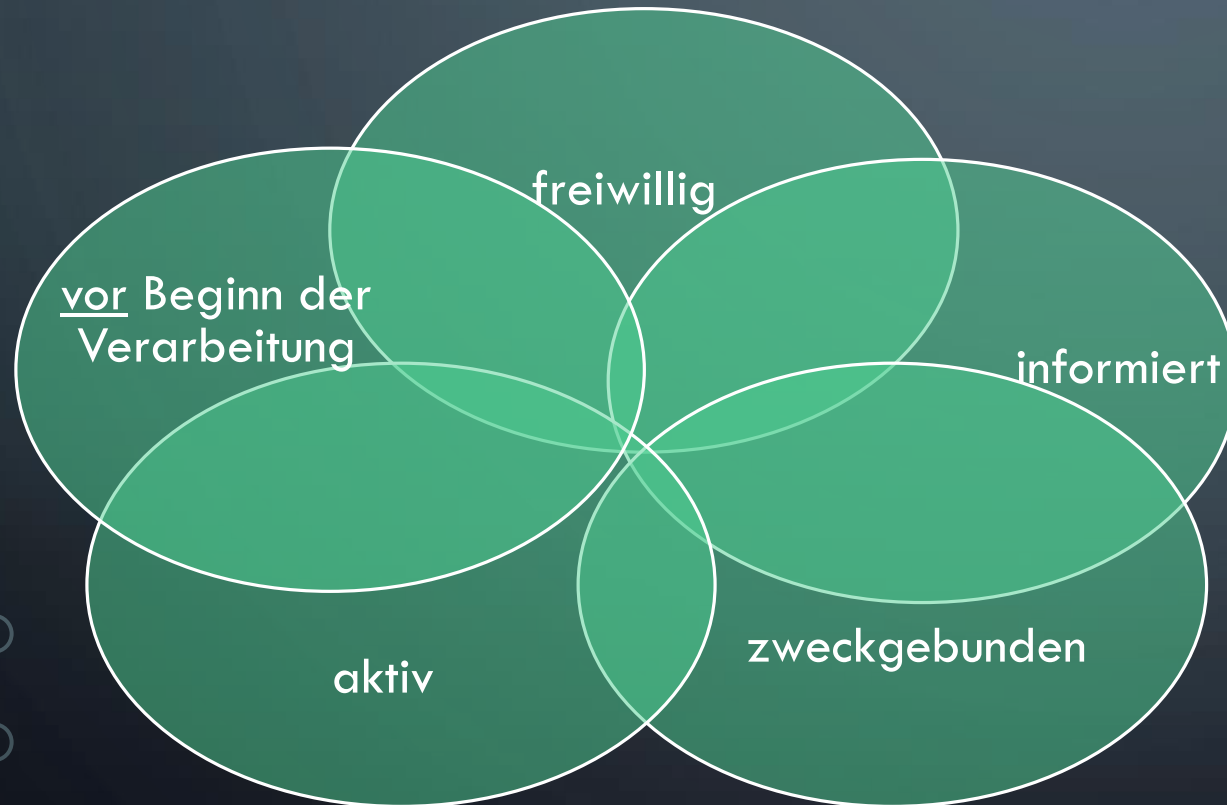 freiwillig
vor Beginn der
Verarbeitung
informiert
zweckgebunden
aktiv